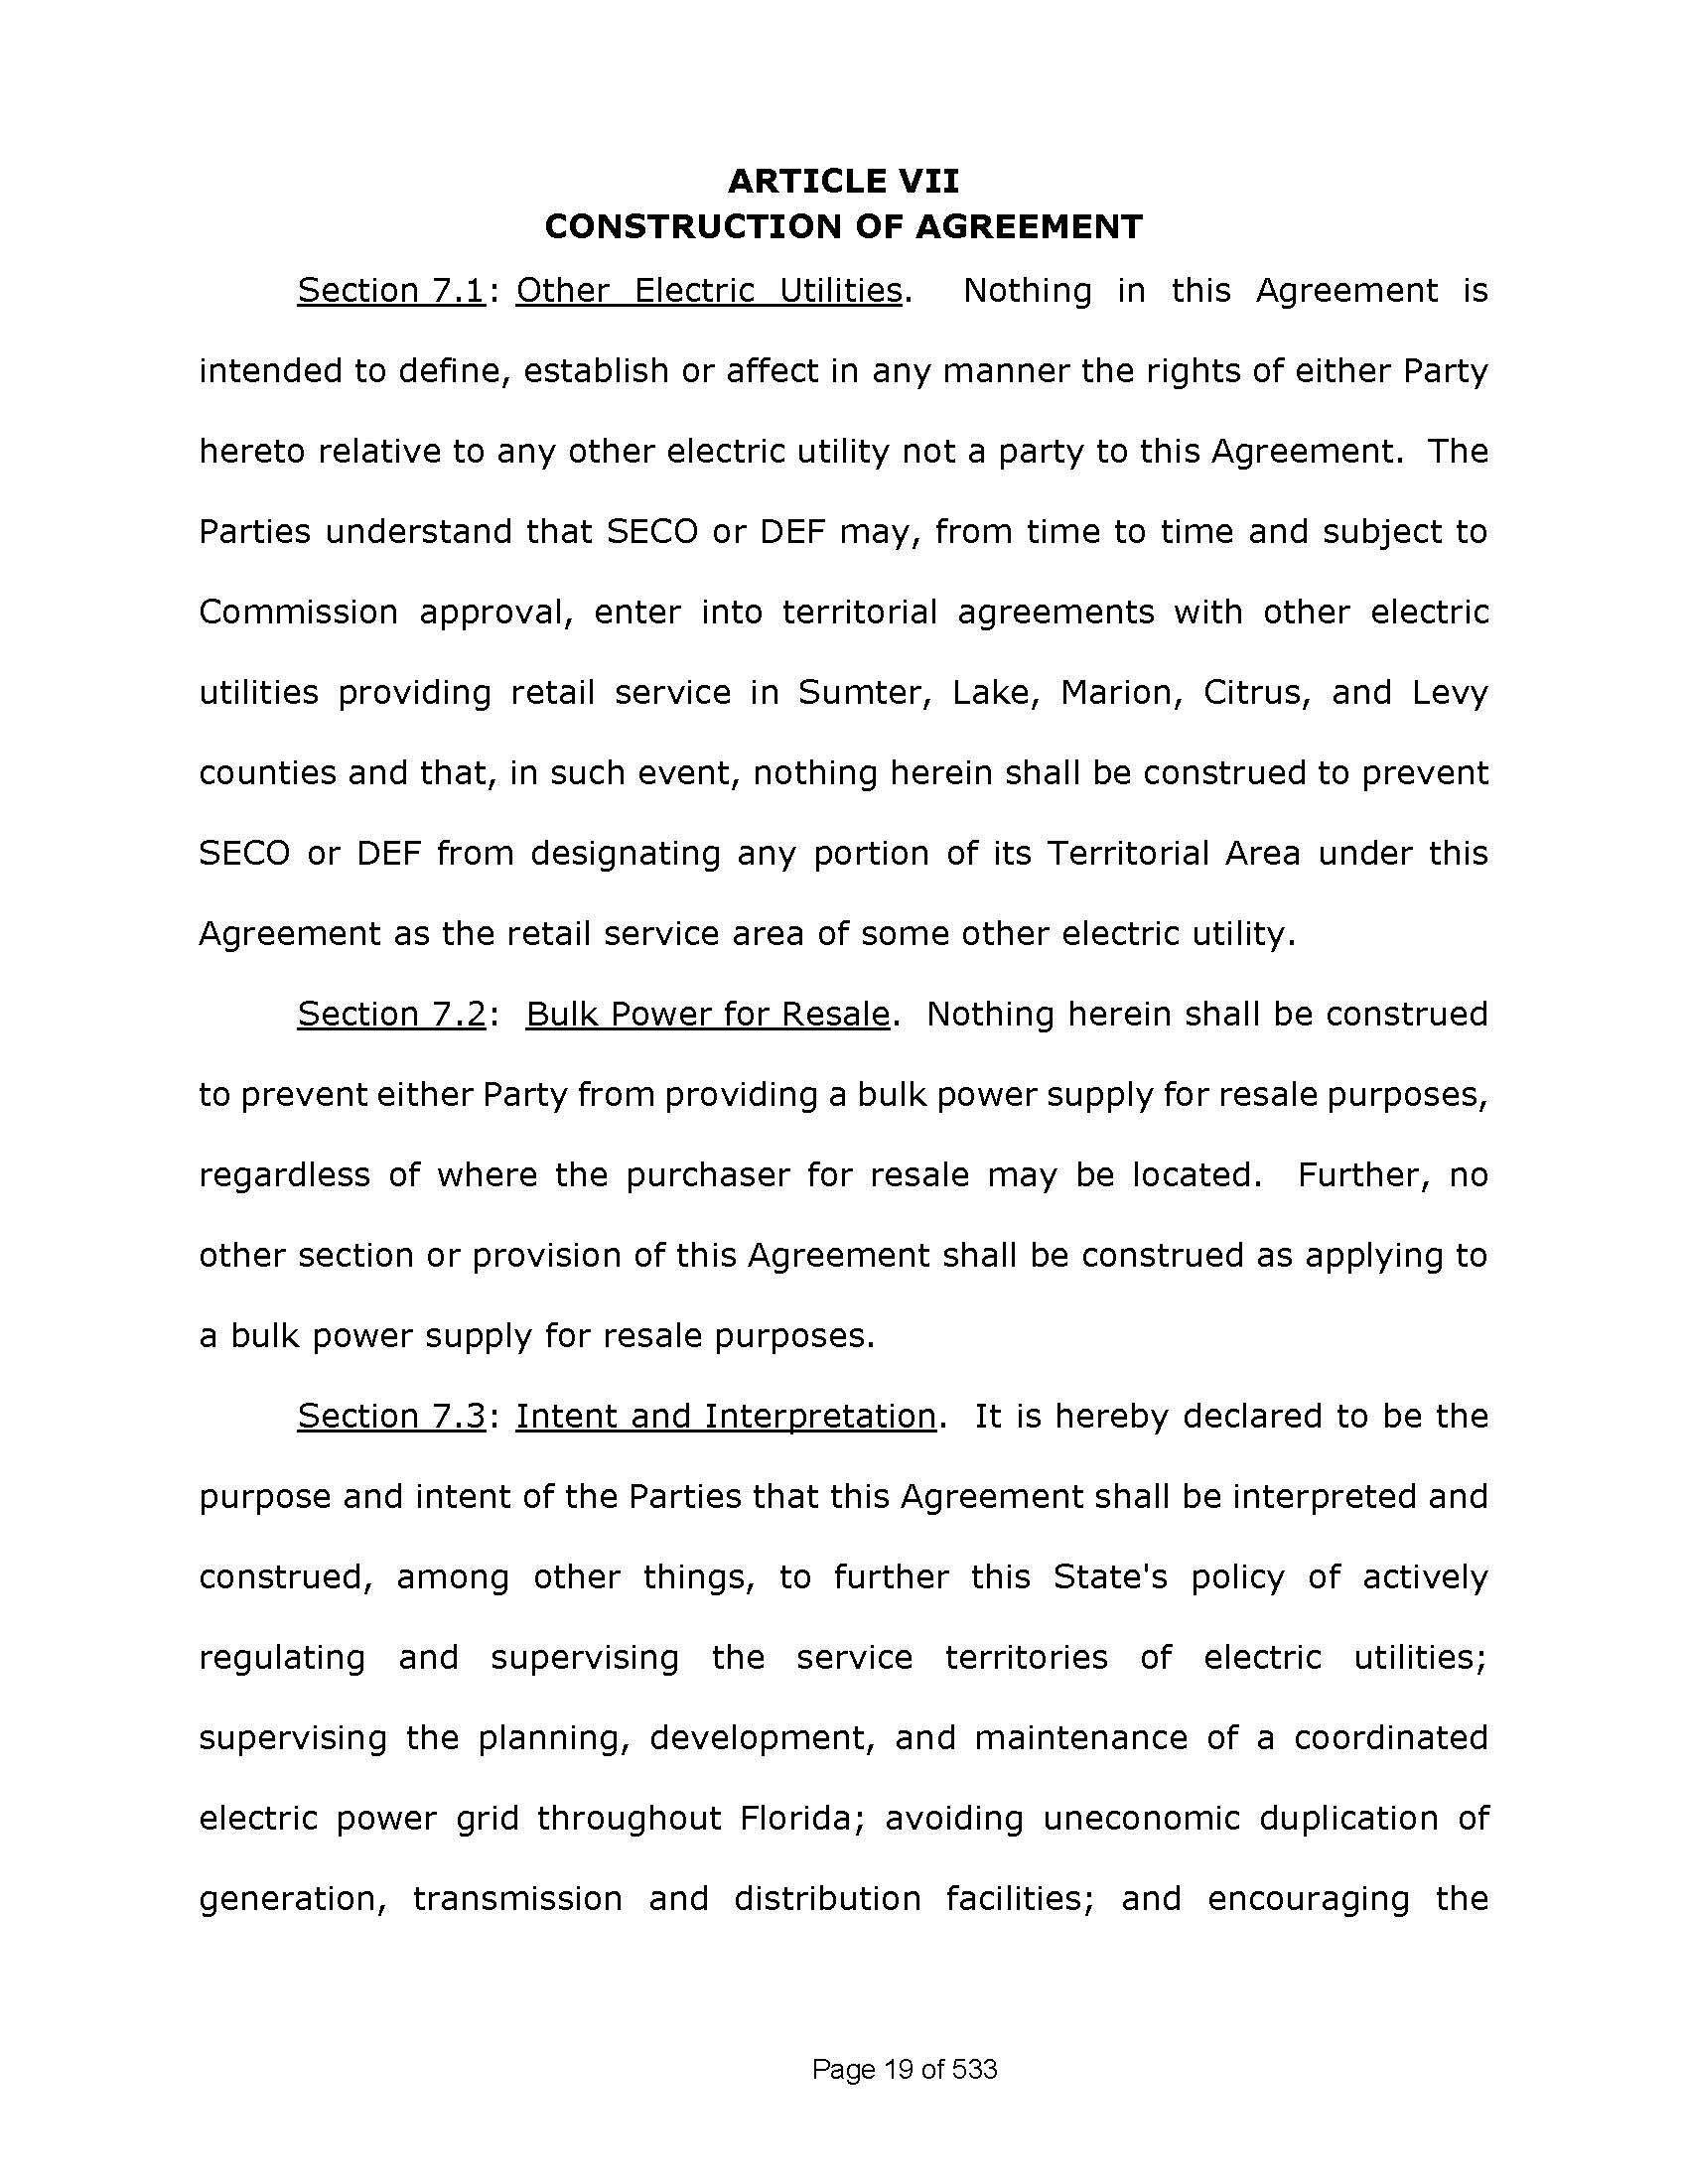 ARTICLE VII
CONSTRUCTION OF AGREEMENT
Section 7.1: Other Electric Utilities. Nothing in this Agreement is
intended to define, establish or affect in any manner the rights of either Party
hereto relative to any other electric utility not a party to this Agreement. The
Parties understand that SECO or DEF may, from time to time and subject to
Commission approval, enter into territorial agreements with other electric
utilities providing retail service in Sumter, Lake, Marion, Citrus, and Levy
counties and that, in such event, nothing herein shall be construed to prevent
SECO or DEF from designating any portion of its Territorial Area under this
Agreement as the retail service area of some other electric utility.
Section 7.2: Bulk Power for Resale. Nothing herein shall be construed
to prevent either Party from providing a bulk power supply for resale purposes,
regardless of where the purchaser for resale may be located. Further, no
other section or provision of this Agreement shall be construed as applying to
a bulk power supply for resale purposes.
Section 7.3: Intent and Interpretation. It is hereby declared to be the
purpose and intent of the Parties that this Agreement shall be interpreted and
construed, among other things, to further this State's policy of actively
regulating and supervising the service territories of electric utilities;
supervising the planning, development, and maintenance of a coordinated
electric power grid throughout Florida; avoiding uneconomic duplication of
generation, transmission and distribution facilities; and encouraging the
Page 19 of 533